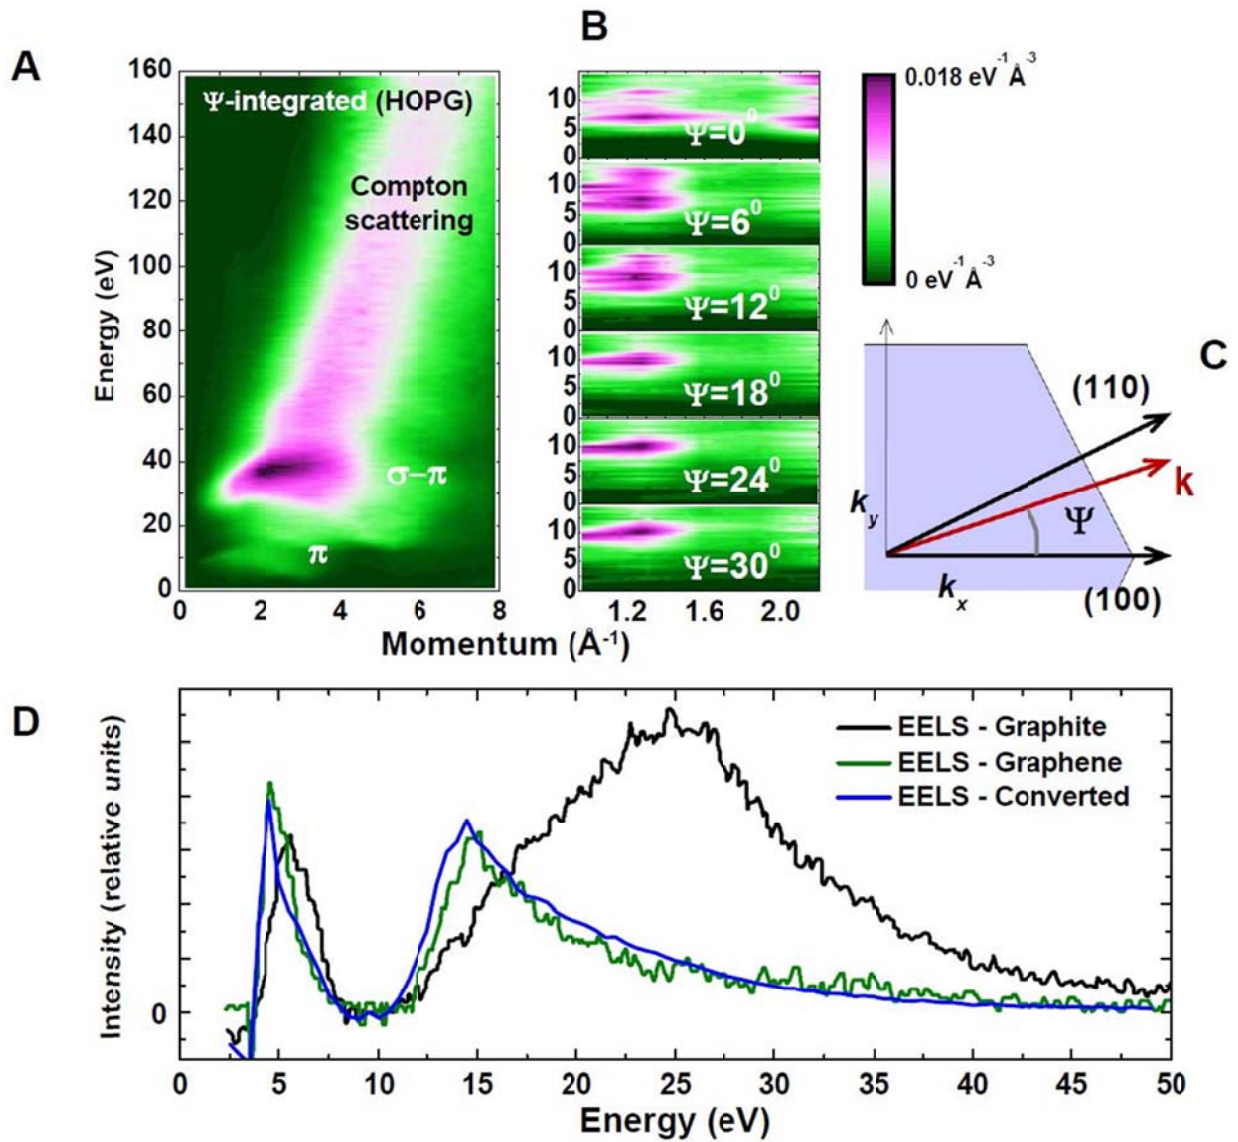 A
B
160
140
120
100
80
60
40
20
0
Energy (eV)
Ψ-integrated (HOPG)
Compton
scattering
σ−π
π
0 2 4 6 8
10
5
0
Ψ=0⁰
10
5
0
Ψ=6⁰
10
5
0
Ψ=12⁰
10
5
0
Ψ=18⁰
10
5
0
Ψ=24⁰
10
5
0
Ψ=30⁰
1.2 1.6 2.0
Momentum (Å⁻¹)
0.018 eV⁻¹Å⁻³
0 eV⁻¹Å⁻³
C
(110)
k
k_y
Ψ
k_x
(100)
D
Intensity (relative units)
0
EELS - Graphite
EELS - Graphene
EELS - Converted
0 5 10 15 20 25 30 35 40 45 50
Energy (eV)